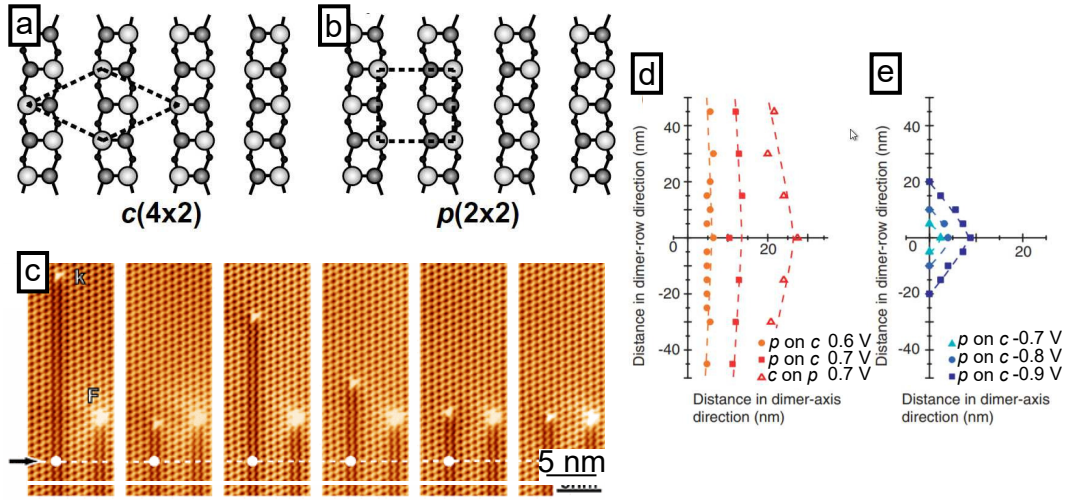 a
b
c(4x2)
p(2x2)
c
k
F
5 nm
d
Distance in dimer-row direction (nm)
40
20
0
20
-20
-40
p on c 0.6 V
p on c 0.7 V
c on p 0.7 V
Distance in dimer-axis
direction (nm)
e
Distance in dimer-row direction (nm)
40
20
0
20
-20
-40
p on c -0.7 V
p on c -0.8 V
p on c -0.9 V
Distance in dimer-axis
direction (nm)